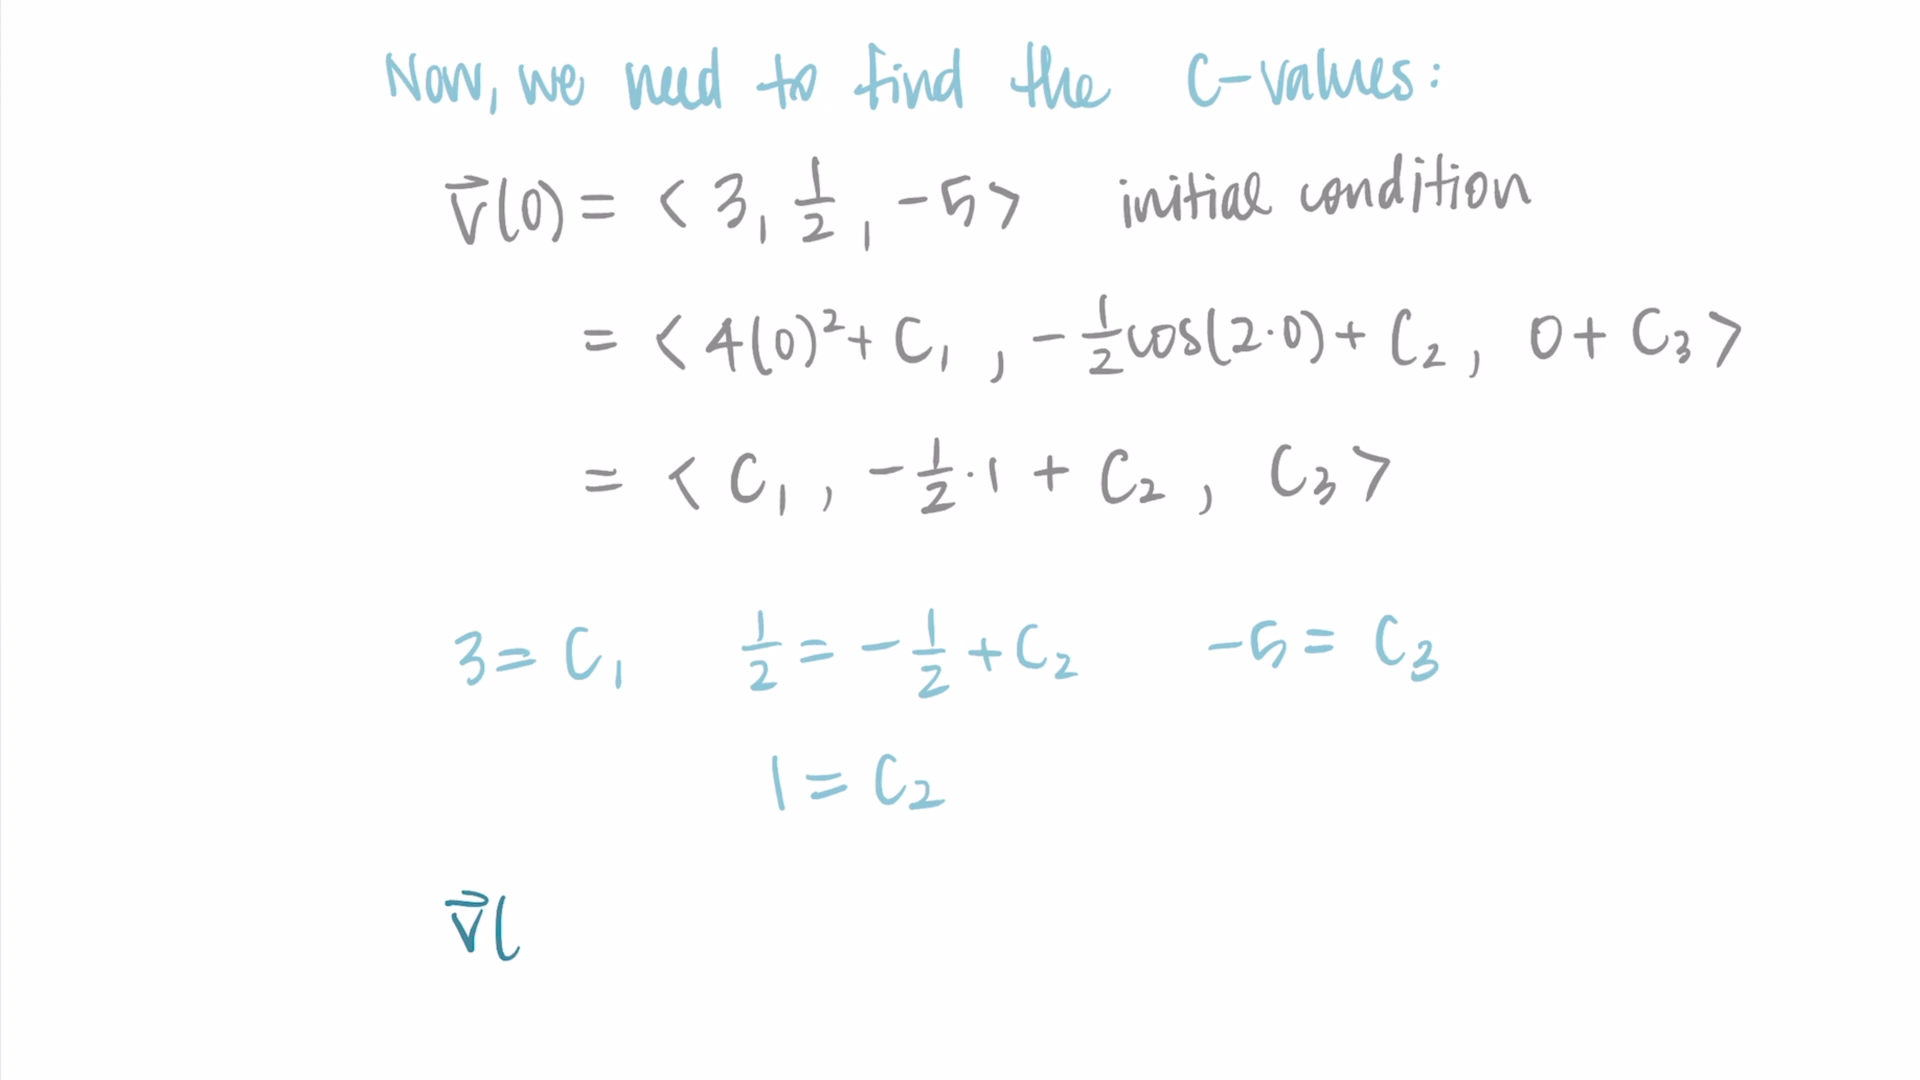 Now, we need to find the C-values:
v⃗(0) = < 3, 1/2, -5 > initial condition
= < 4(0)² + C₁, -1/2 cos(2·0) + C₂, 0 + C₃ >
= < C₁, -1/2·1 + C₂, C₃ >
3 = C₁ 1/2 = -1/2 + C₂ -5 = C₃
1 = C₂
v⃗(